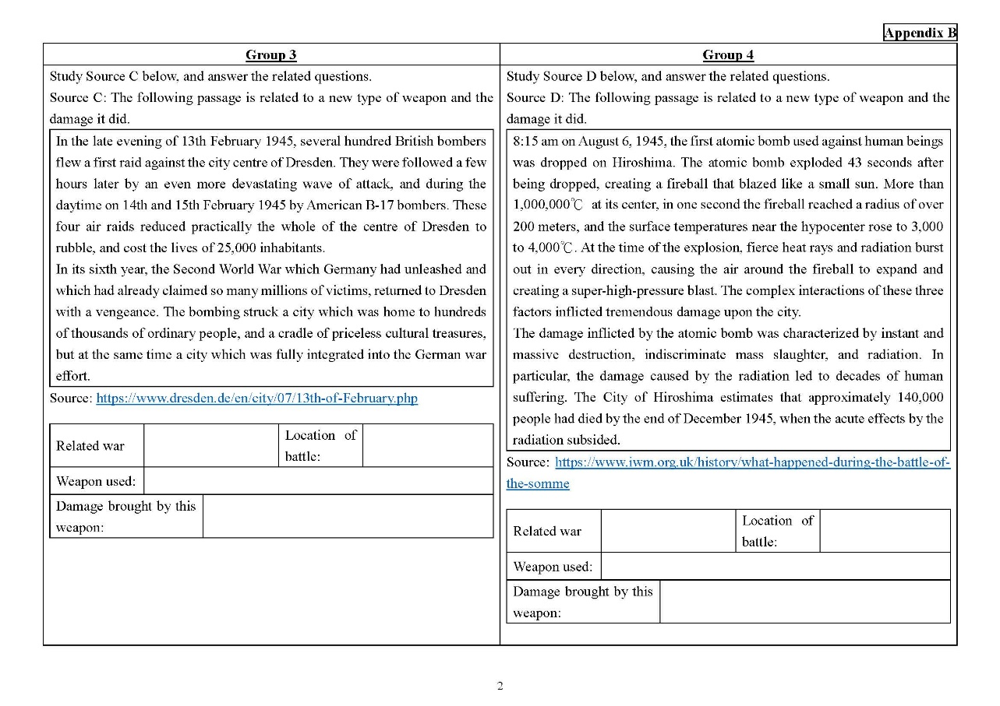 Appendix B
Group 3
Study Source C below, and answer the related questions.
Source C: The following passage is related to a new type of weapon and the
damage it did.
In the late evening of 13th February 1945, several hundred British bombers
flew a first raid against the city centre of Dresden. They were followed a few
hours later by an even more devastating wave of attack, and during the
daytime on 14th and 15th February 1945 by American B-17 bombers. These
four air raids reduced practically the whole of the centre of Dresden to
rubble, and cost the lives of 25,000 inhabitants.
In its sixth year, the Second World War which Germany had unleashed and
which had already claimed so many millions of victims, returned to Dresden
with a vengeance. The bombing struck a city which was home to hundreds
of thousands of ordinary people, and a cradle of priceless cultural treasures,
but at the same time a city which was fully integrated into the German war
effort.
Source: https://www.dresden.de/en/city/07/13th-of-February.php
Related war
Location of
battle:
Weapon used:
Damage brought by this
weapon:
Group 4
Study Source D below, and answer the related questions.
Source D: The following passage is related to a new type of weapon and the
damage it did.
8:15 am on August 6, 1945, the first atomic bomb used against human beings
was dropped on Hiroshima. The atomic bomb exploded 43 seconds after
being dropped, creating a fireball that blazed like a small sun. More than
1,000,000℃ at its center, in one second the fireball reached a radius of over
200 meters, and the surface temperatures near the hypocenter rose to 3,000
to 4,000℃. At the time of the explosion, fierce heat rays and radiation burst
out in every direction, causing the air around the fireball to expand and
creating a super-high-pressure blast. The complex interactions of these three
factors inflicted tremendous damage upon the city.
The damage inflicted by the atomic bomb was characterized by instant and
massive destruction, indiscriminate mass slaughter, and radiation. In
particular, the damage caused by the radiation led to decades of human
suffering. The City of Hiroshima estimates that approximately 140,000
people had died by the end of December 1945, when the acute effects by the
radiation subsided.
Source: https://www.iwm.org.uk/history/what-happened-during-the-battle-of-
the-somme
Related war
Location of
battle:
Weapon used:
Damage brought by this
weapon:
2